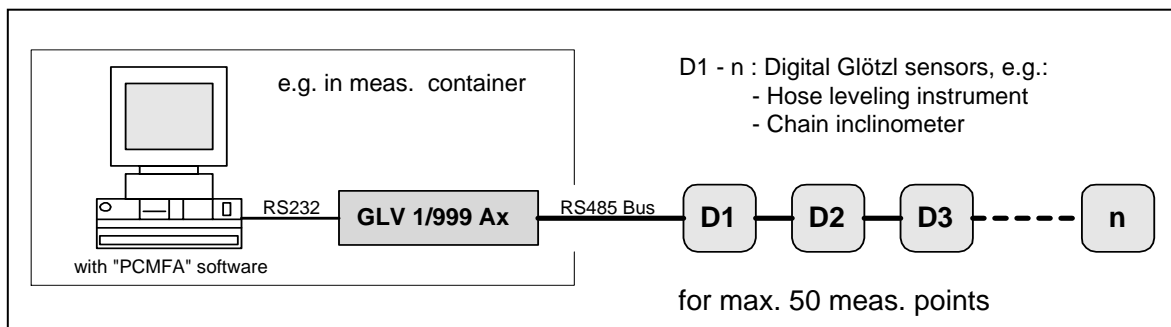 e.g. in meas. container
RS232
GLV 1/999 Ax
with "PCMFA" software
RS485 Bus
D1 - n : Digital Glötzl sensors, e.g.:
- Hose leveling instrument
- Chain inclinometer
D1
D2
D3
n
for max. 50 meas. points